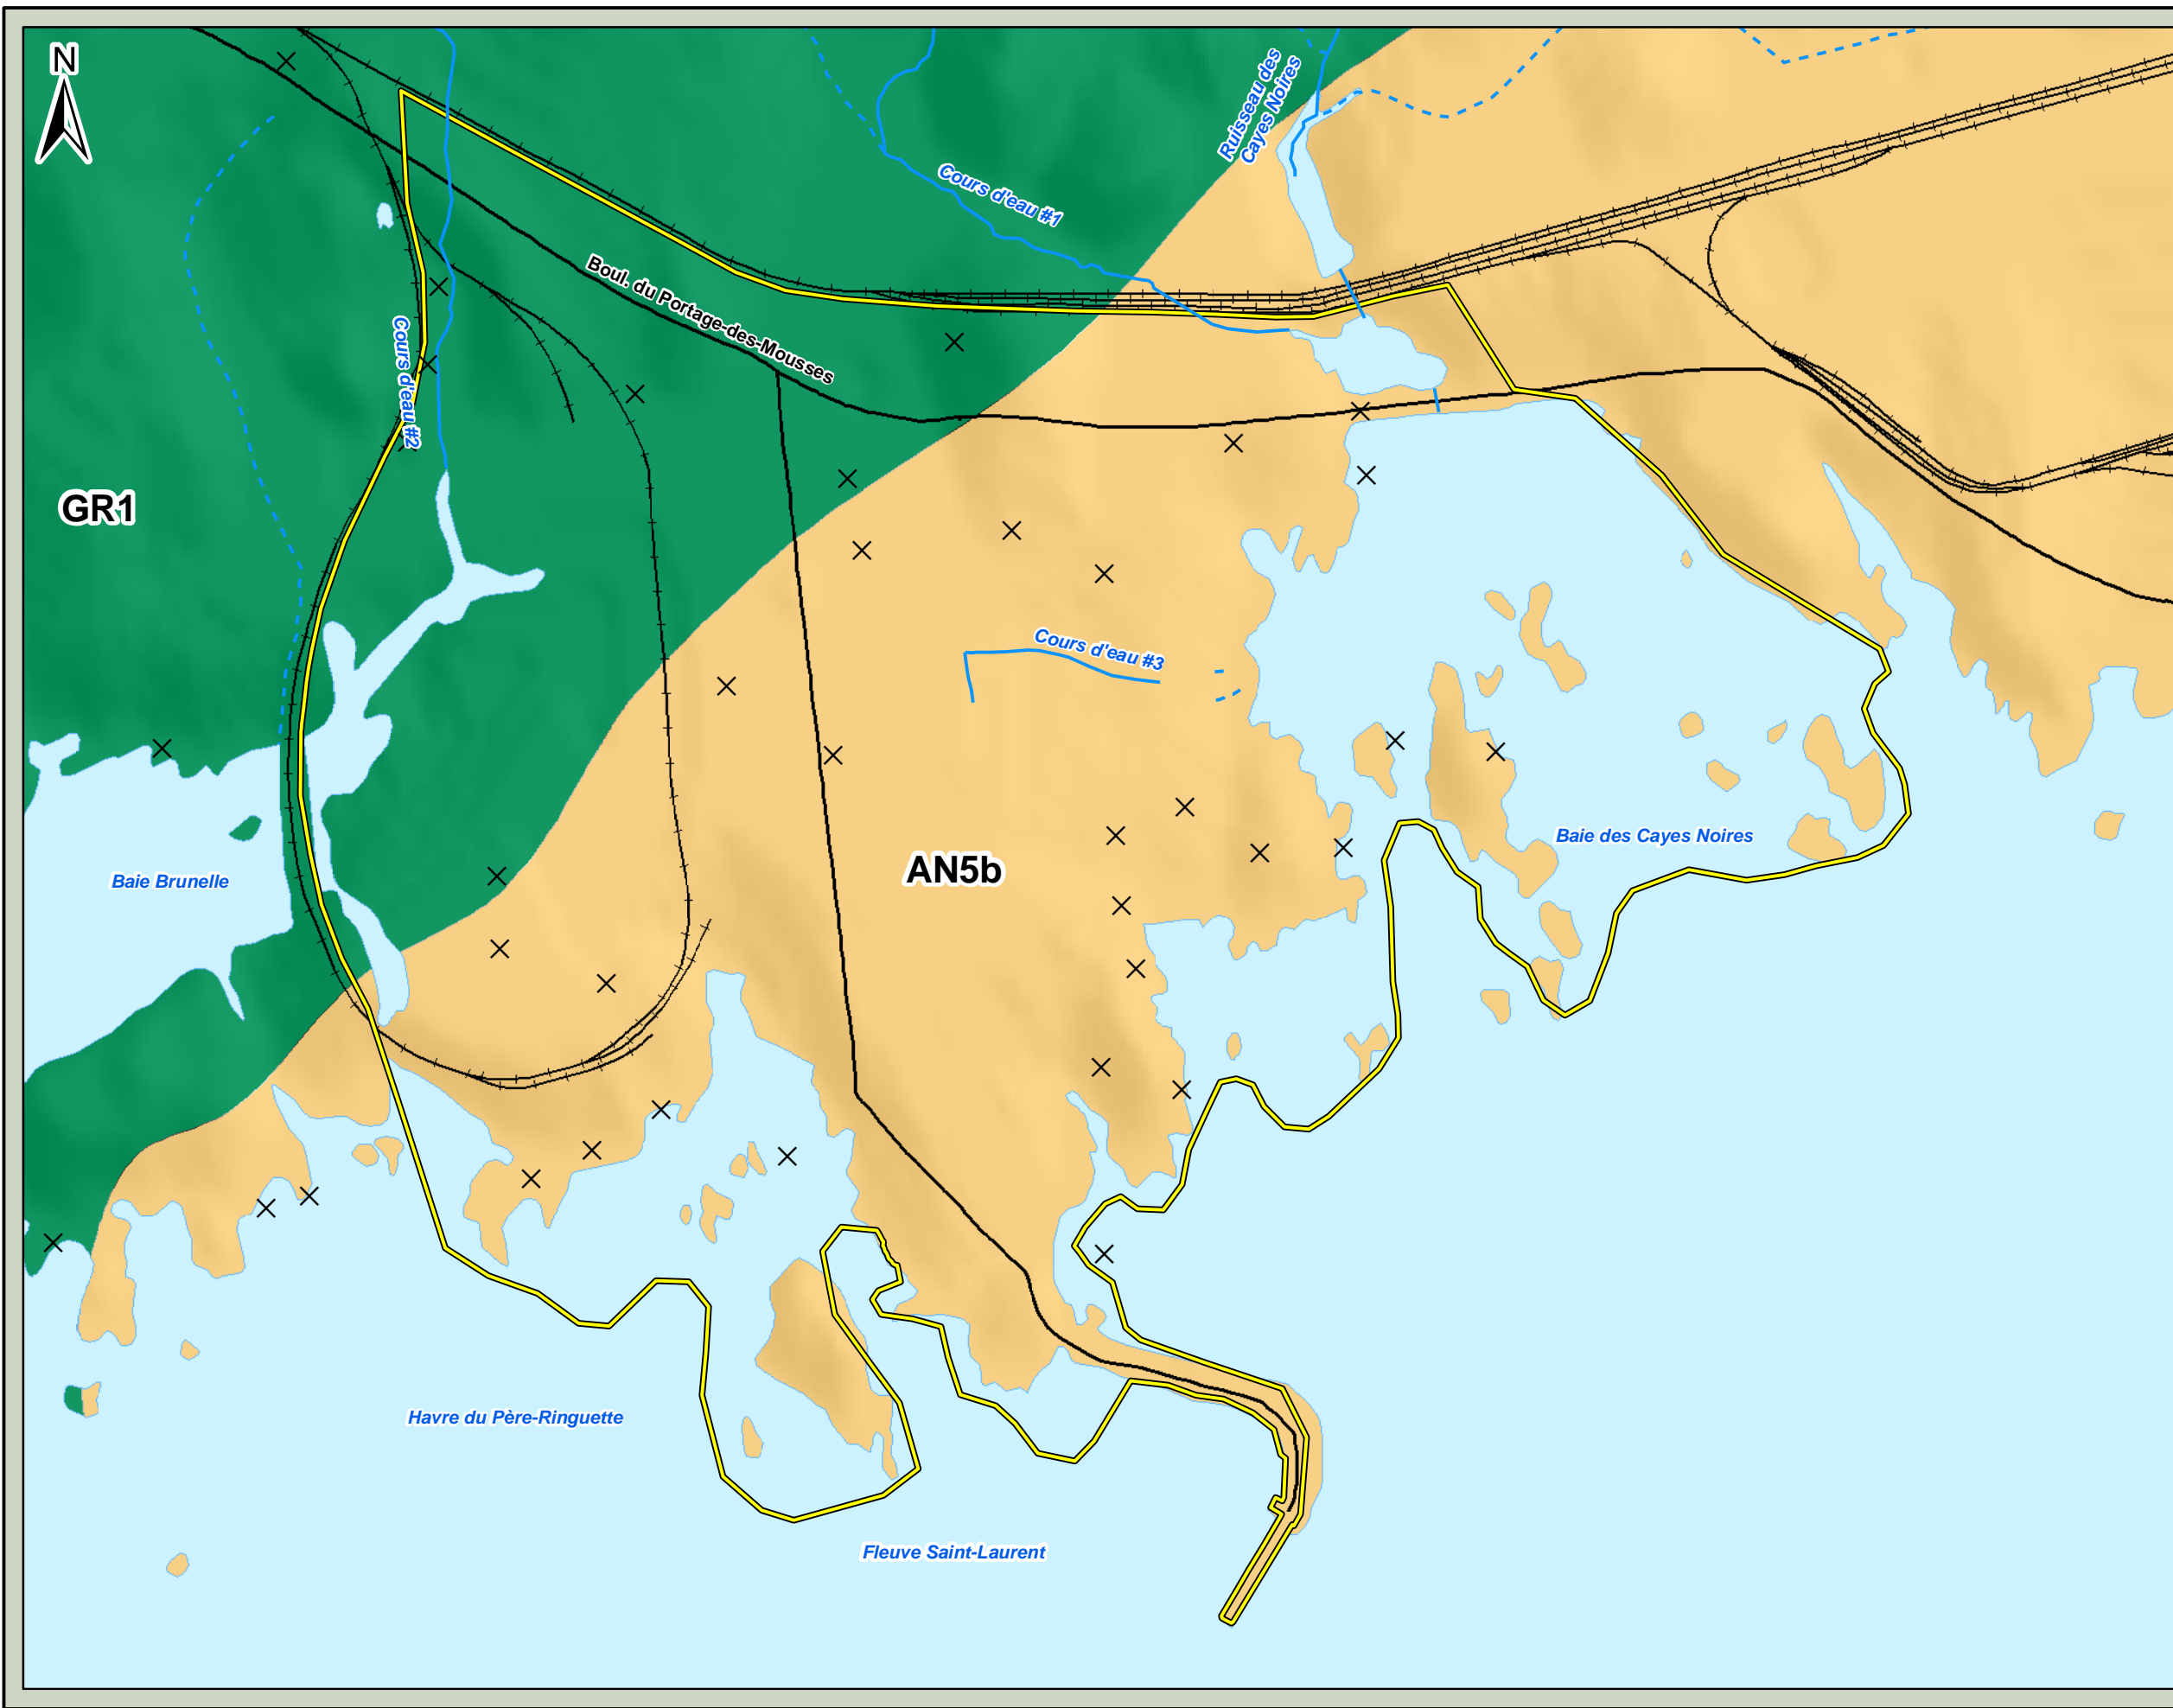 N
Ruisseau des
Cayes Noires
Cours d'eau #1
Boul. du Portage-des-Mousses
Cours d'eau #2
GR1
Cours d'eau #3
Baie des Cayes Noires
AN5b
Baie Brunelle
Havre du Père-Ringuette
Fleuve Saint-Laurent